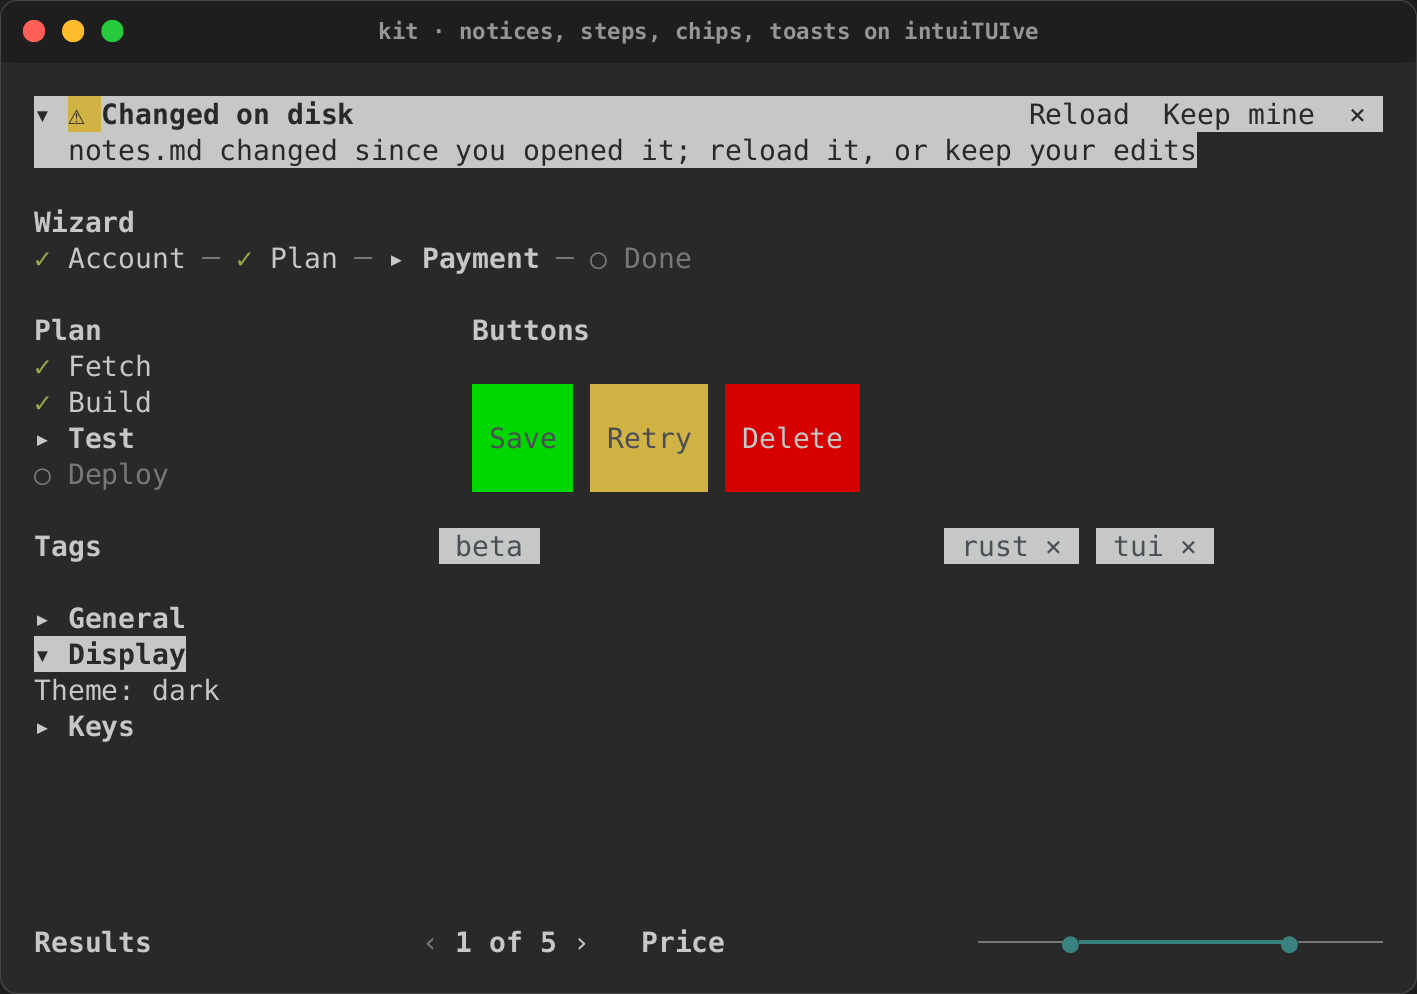 kit · notices, steps, chips, toasts on intuiTUIve
▾ ⚠ Changed on disk Reload Keep mine ×
notes.md changed since you opened it; reload it, or keep your edits
Wizard
✓ Account — ✓ Plan — ▸ Payment — ○ Done
Plan Buttons
✓ Fetch
✓ Build
▸ Test
○ Deploy
Save Retry Delete
Tags beta rust × tui ×
▸ General
▾ Display
Theme: dark
▸ Keys
Results ‹ 1 of 5 › Price